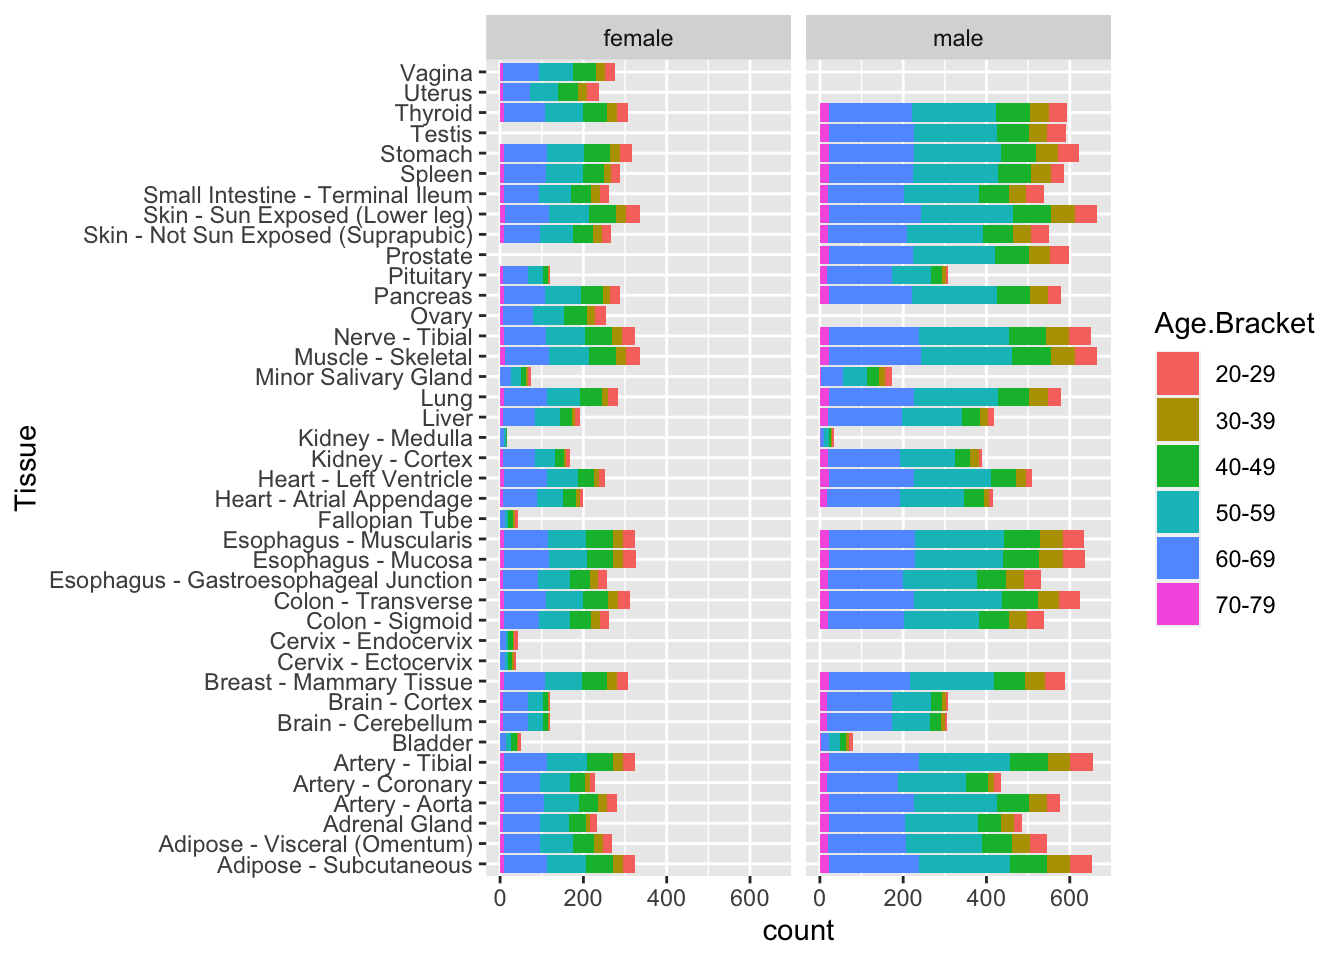 female
male
Vagina
Uterus
Thyroid
Testis
Stomach
Spleen
Small Intestine - Terminal Ileum
Skin - Sun Exposed (Lower leg)
Skin - Not Sun Exposed (Suprapubic)
Prostate
Pituitary
Pancreas
Ovary
Nerve - Tibial
Muscle - Skeletal
Minor Salivary Gland
Lung
Liver
Kidney - Medulla
Kidney - Cortex
Heart - Left Ventricle
Heart - Atrial Appendage
Fallopian Tube
Esophagus - Muscularis
Esophagus - Mucosa
Esophagus - Gastroesophageal Junction
Colon - Transverse
Colon - Sigmoid
Cervix - Endocervix
Cervix - Ectocervix
Breast - Mammary Tissue
Brain - Cortex
Brain - Cerebellum
Bladder
Artery - Tibial
Artery - Coronary
Artery - Aorta
Adrenal Gland
Adipose - Visceral (Omentum)
Adipose - Subcutaneous
Tissue
0 200 400 600
0 200 400 600
count
Age.Bracket
20-29
30-39
40-49
50-59
60-69
70-79